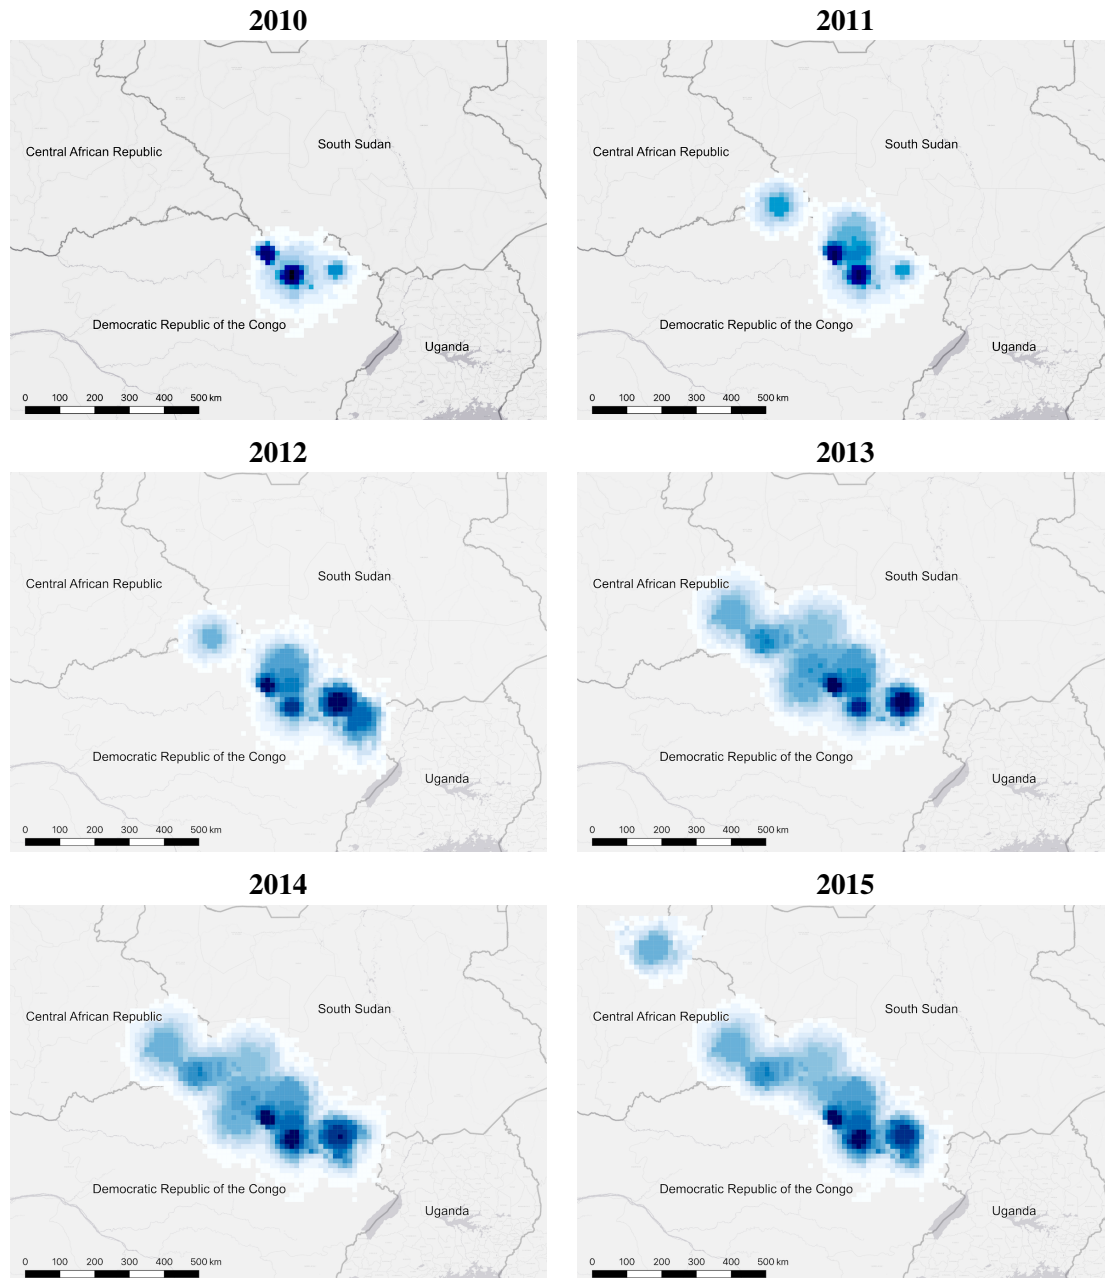 2010
2011
South Sudan
Central African Republic
Democratic Republic of the Congo
Uganda
0 100 200 300 400 500 km
South Sudan
Central African Republic
Democratic Republic of the Congo
Uganda
0 100 200 300 400 500 km
2012
2013
South Sudan
Central African Republic
Democratic Republic of the Congo
Uganda
0 100 200 300 400 500 km
South Sudan
Central African Republic
Democratic Republic of the Congo
Uganda
0 100 200 300 400 500 km
2014
2015
South Sudan
Central African Republic
Democratic Republic of the Congo
Uganda
0 100 200 300 400 500 km
South Sudan
Central African Republic
Democratic Republic of the Congo
Uganda
0 100 200 300 400 500 km